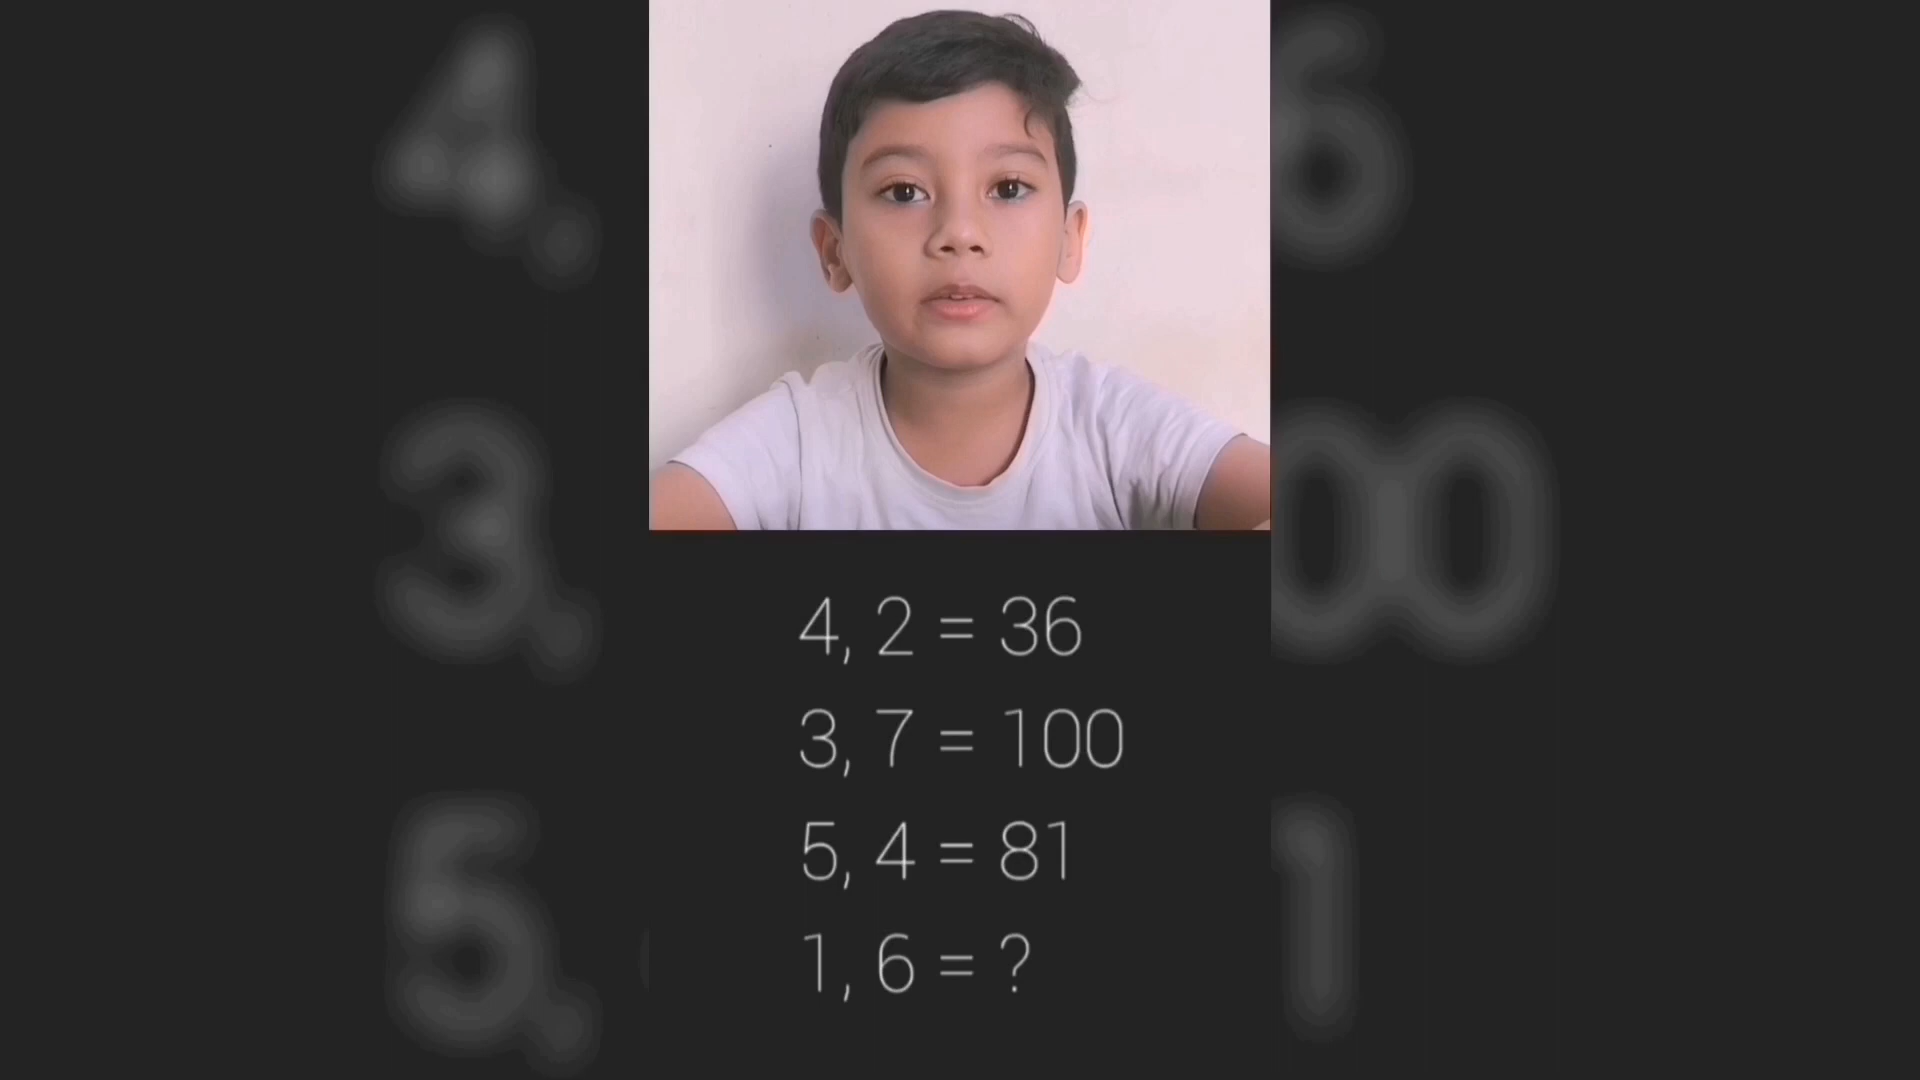 4, 2 = 36
3, 7 = 100
5, 4 = 81
1, 6 = ?